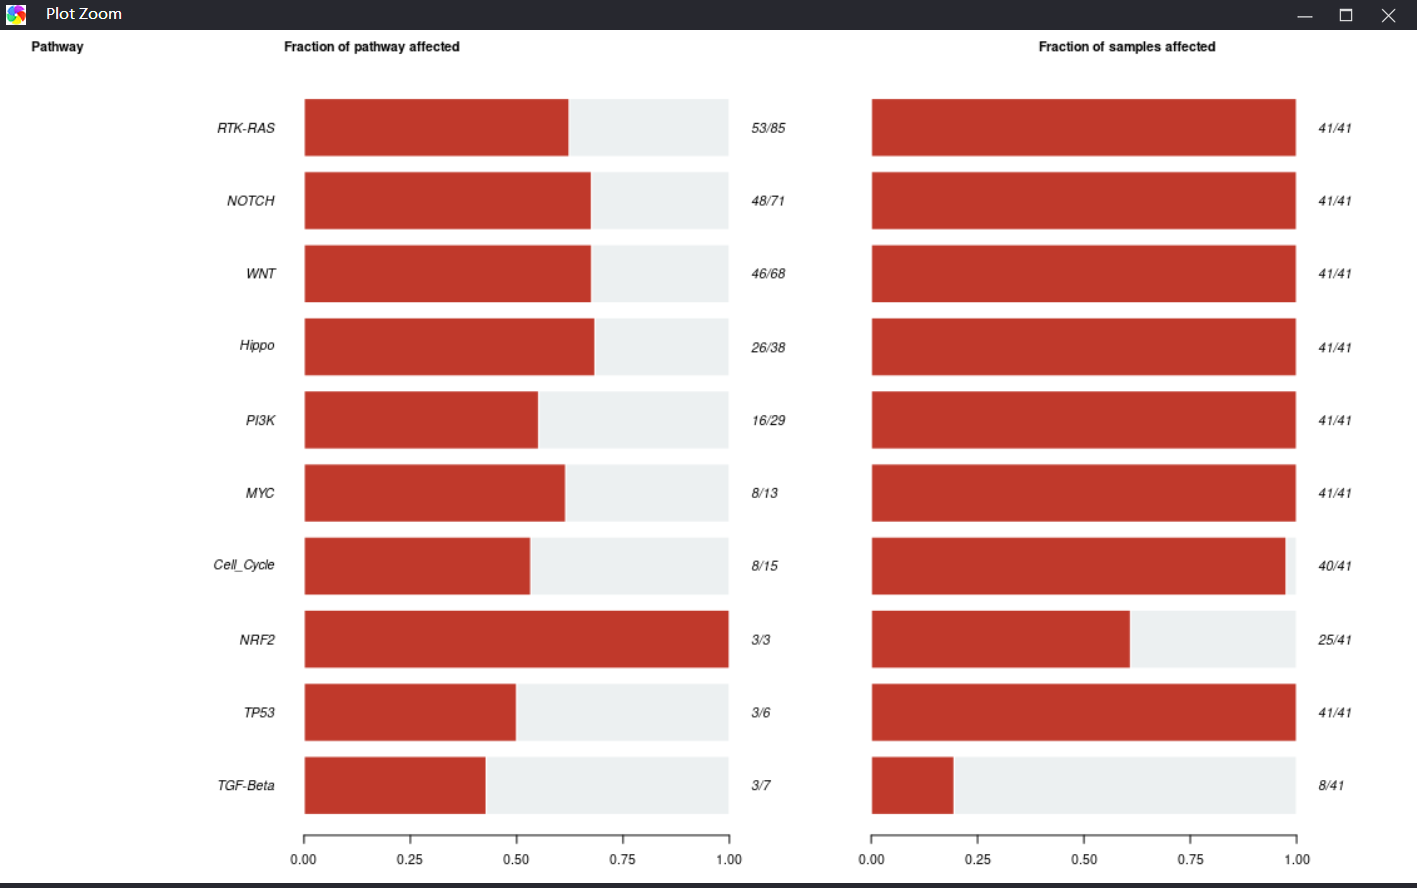 Plot Zoom
Pathway Fraction of pathway affected Fraction of samples affected
RTK-RAS 53/85 41/41
NOTCH 48/71 41/41
WNT 46/68 41/41
Hippo 26/38 41/41
PI3K 16/29 41/41
MYC 8/13 41/41
Cell_Cycle 8/15 40/41
NRF2 3/3 25/41
TP53 3/6 41/41
TGF-Beta 3/7 8/41
0.00 0.25 0.50 0.75 1.00 0.00 0.25 0.50 0.75 1.00